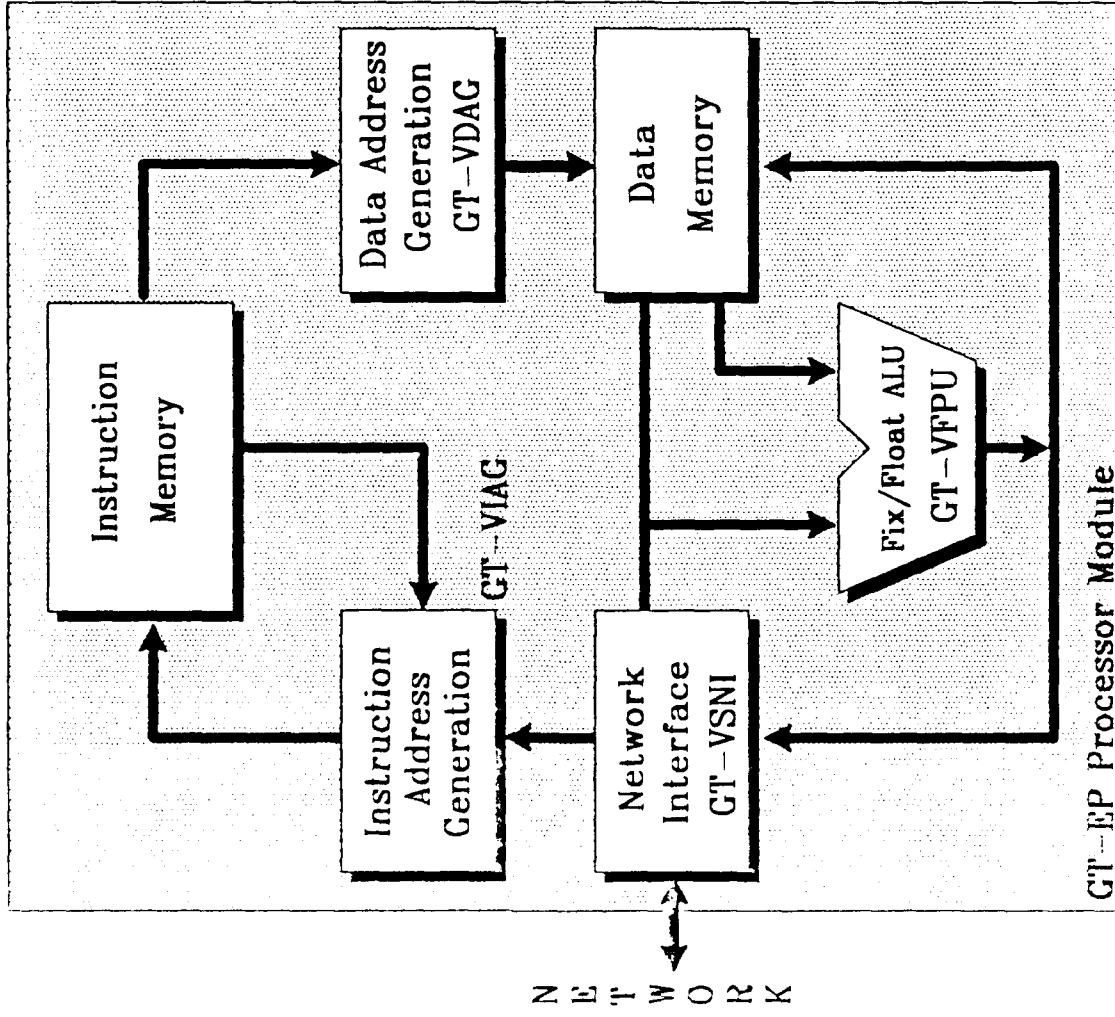 Instruction
Memory
Data Address
Generation
GT-VDAG
Instruction
Address
Generation
GT-VIAG
Data
Memory
Network
Interface
GT-VSNI
Fix/Float ALU
GT-VFPU
NETWORK
GT-EP Processor Module